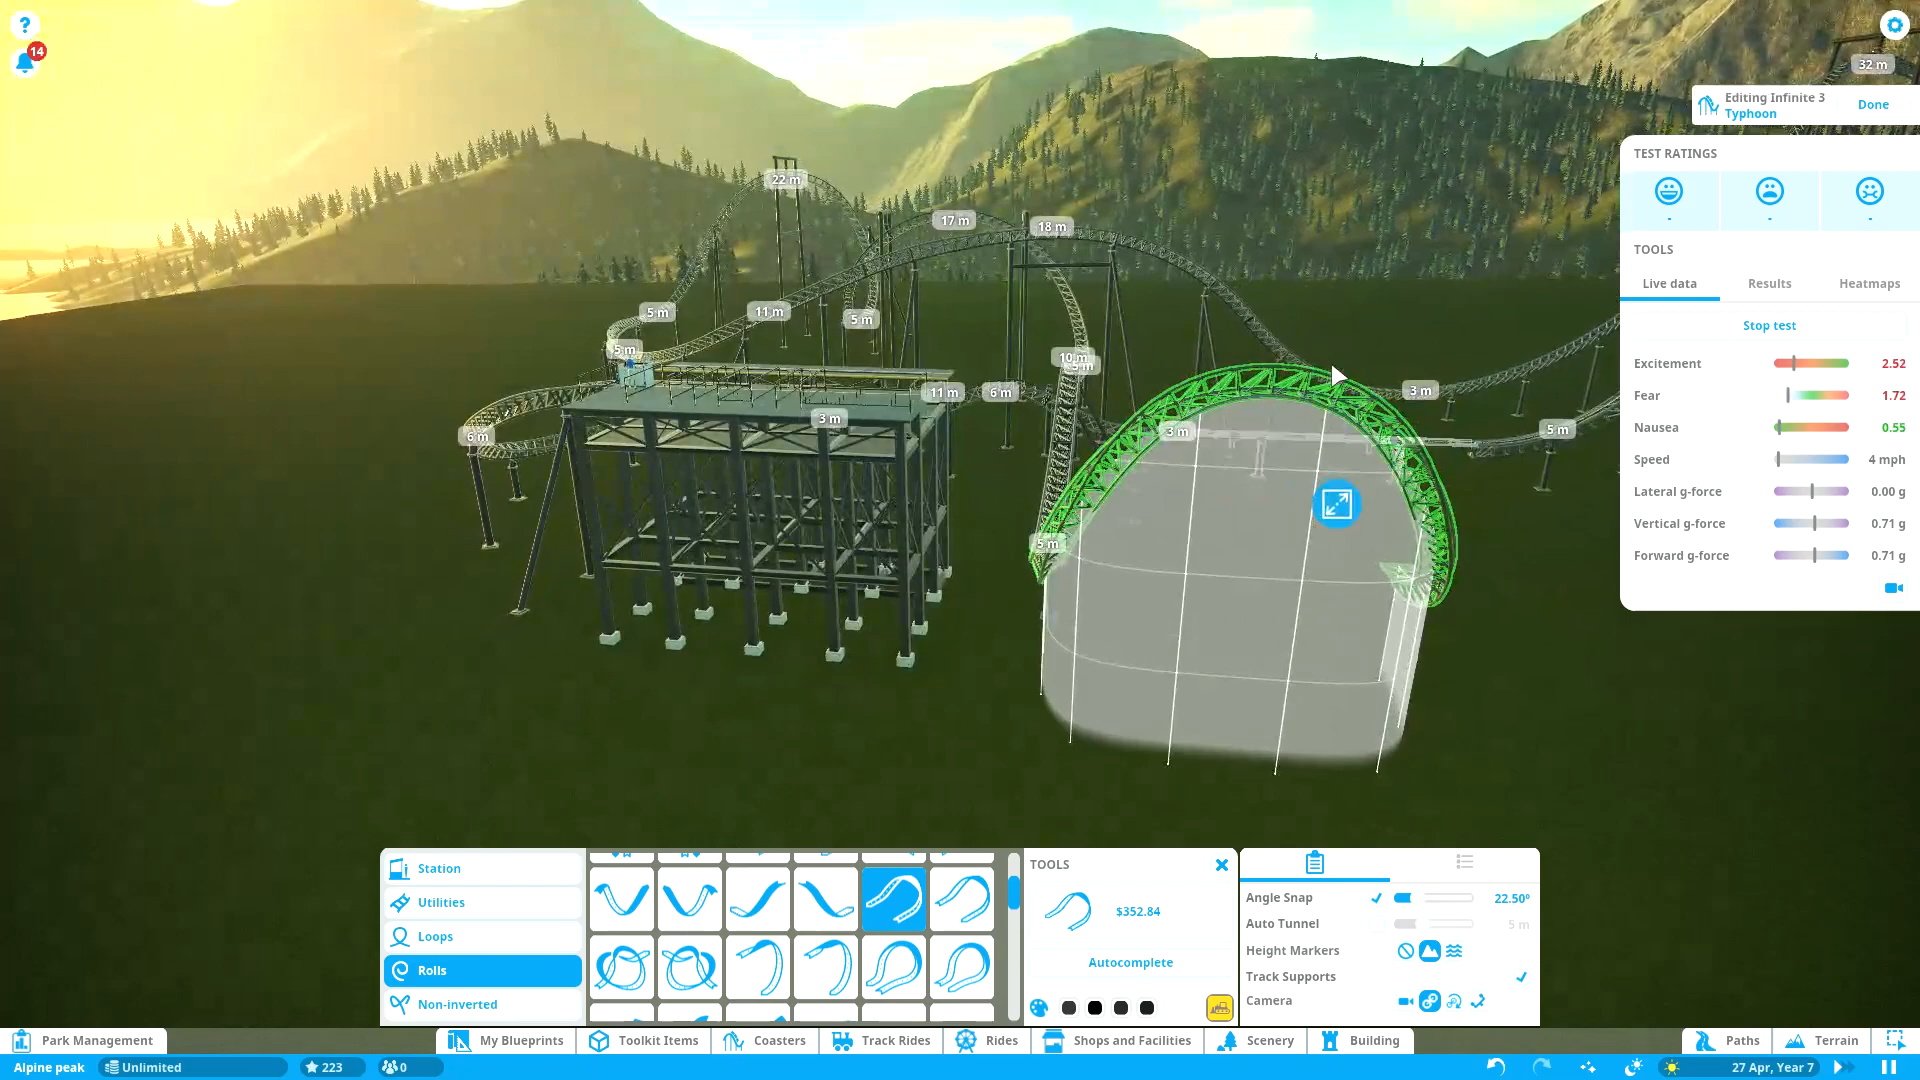 ?
14
32 m
Editing Infinite 3
Typhoon
Done
TEST RATINGS
-
-
-
TOOLS
Live data
Results
Heatmaps
Stop test
Excitement
2.52
Fear
1.72
Nausea
0.55
Speed
4 mph
Lateral g-force
0.00 g
Vertical g-force
0.71 g
Forward g-force
0.71 g
22 m
17 m
18 m
5 m
11 m
5 m
5 m
10 m
5 m
11 m
6 m
3 m
3 m
6 m
3 m
5 m
5 m
Station
Utilities
Loops
Rolls
Non-inverted
TOOLS
$352.84
Autocomplete
Angle Snap
22.50°
Auto Tunnel
5 m
Height Markers
Track Supports
Camera
Park Management
My Blueprints
Toolkit Items
Coasters
Track Rides
Rides
Shops and Facilities
Scenery
Building
Paths
Terrain
Alpine peak
Unlimited
223
0
27 Apr, Year 7